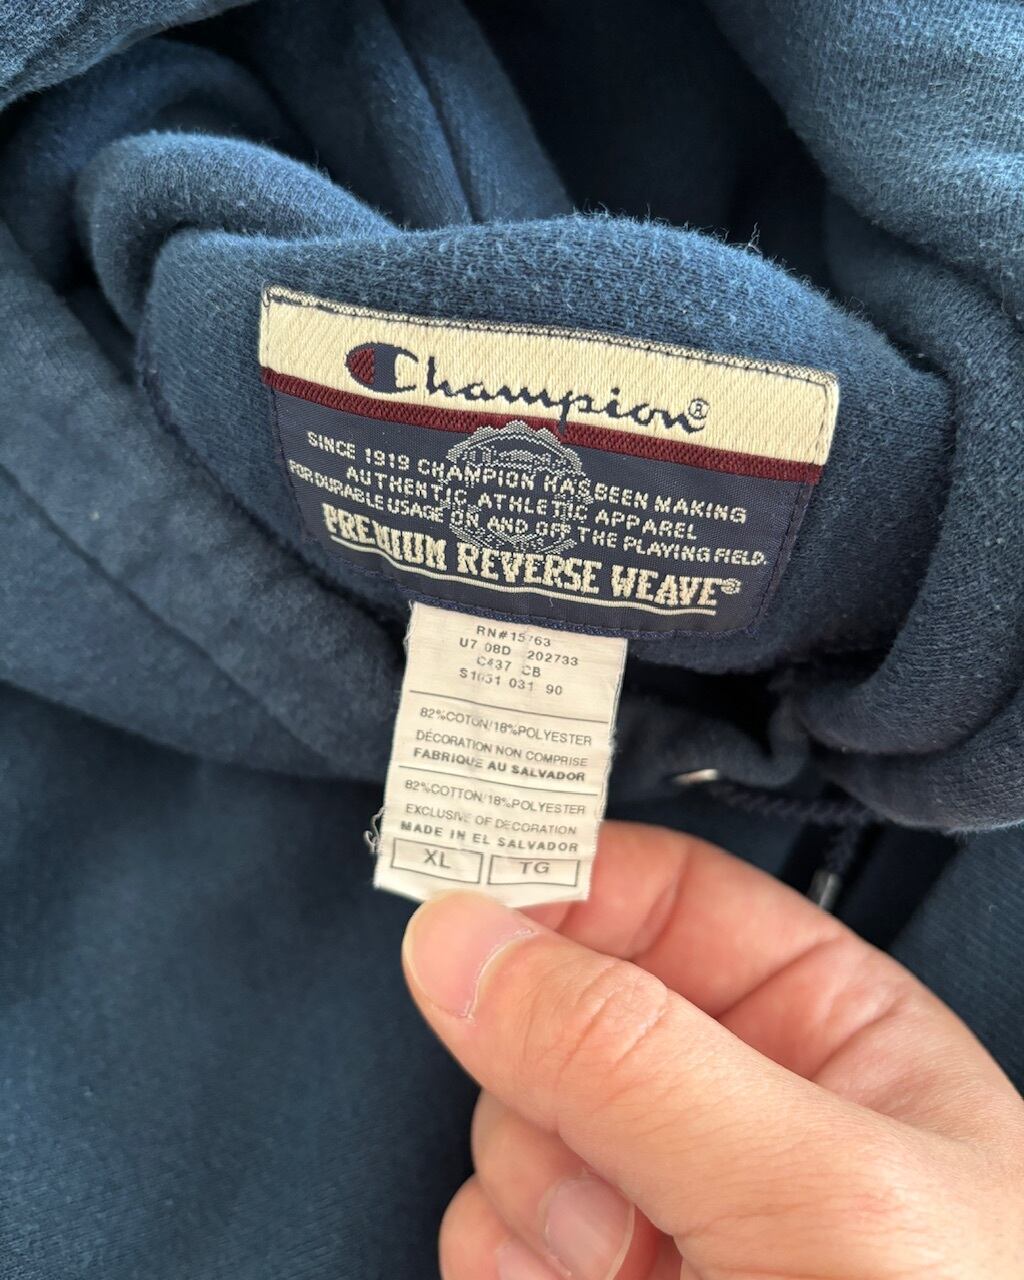 Champion®
SINCE 1919 CHAMPION HAS BEEN MAKING
AUTHENTIC ATHLETIC APPAREL
FOR DURABLE USAGE ON AND OFF THE PLAYING FIELD.
PREMIUM REVERSE WEAVE®
RN#15763
U7 08D 202733
C437 CB
S1051 031 90
82%COTON/18%POLYESTER
DÉCORATION NON COMPRISE
FABRIQUÉ AU SALVADOR
82%COTTON/18%POLYESTER
EXCLUSIVE OF DECORATION
MADE IN EL SALVADOR
XL TG